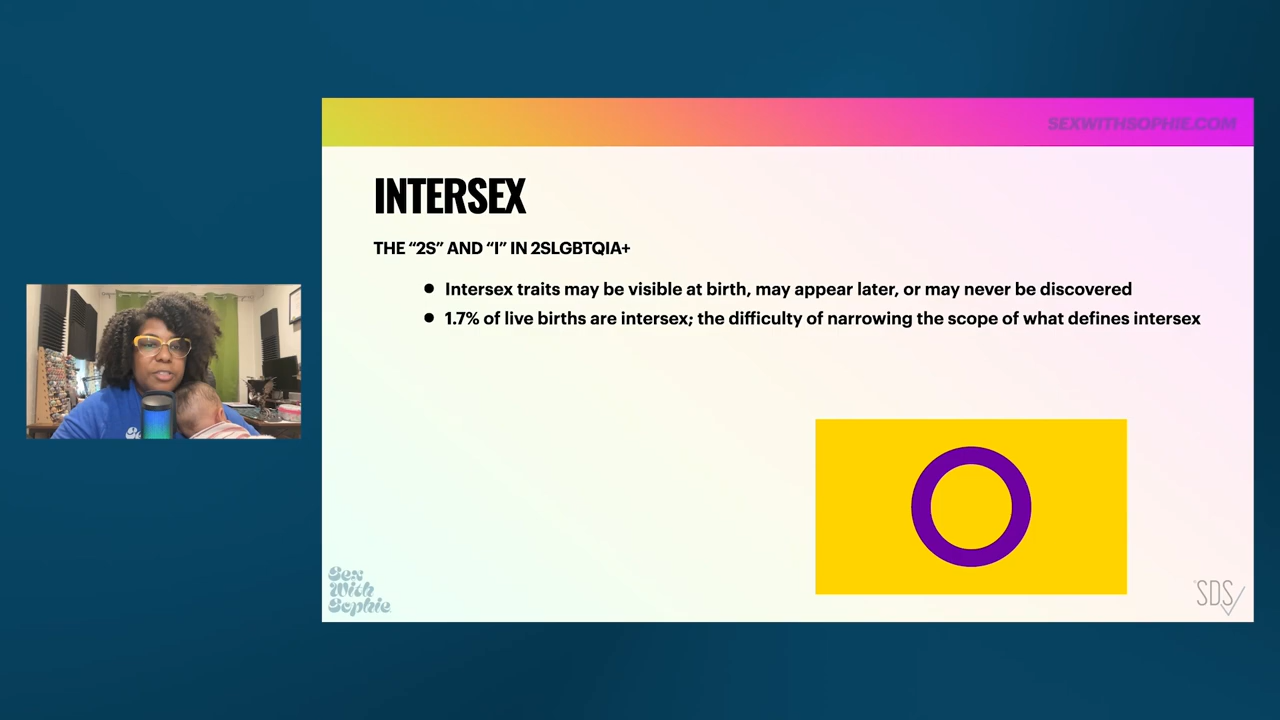 SEXWITHSOPHIE.COM
INTERSEX
THE “2S” AND “I” IN 2SLGBTQIA+
● Intersex traits may be visible at birth, may appear later, or may never be discovered
● 1.7% of live births are intersex; the difficulty of narrowing the scope of what defines intersex
Sex
With
Sophie
SDS